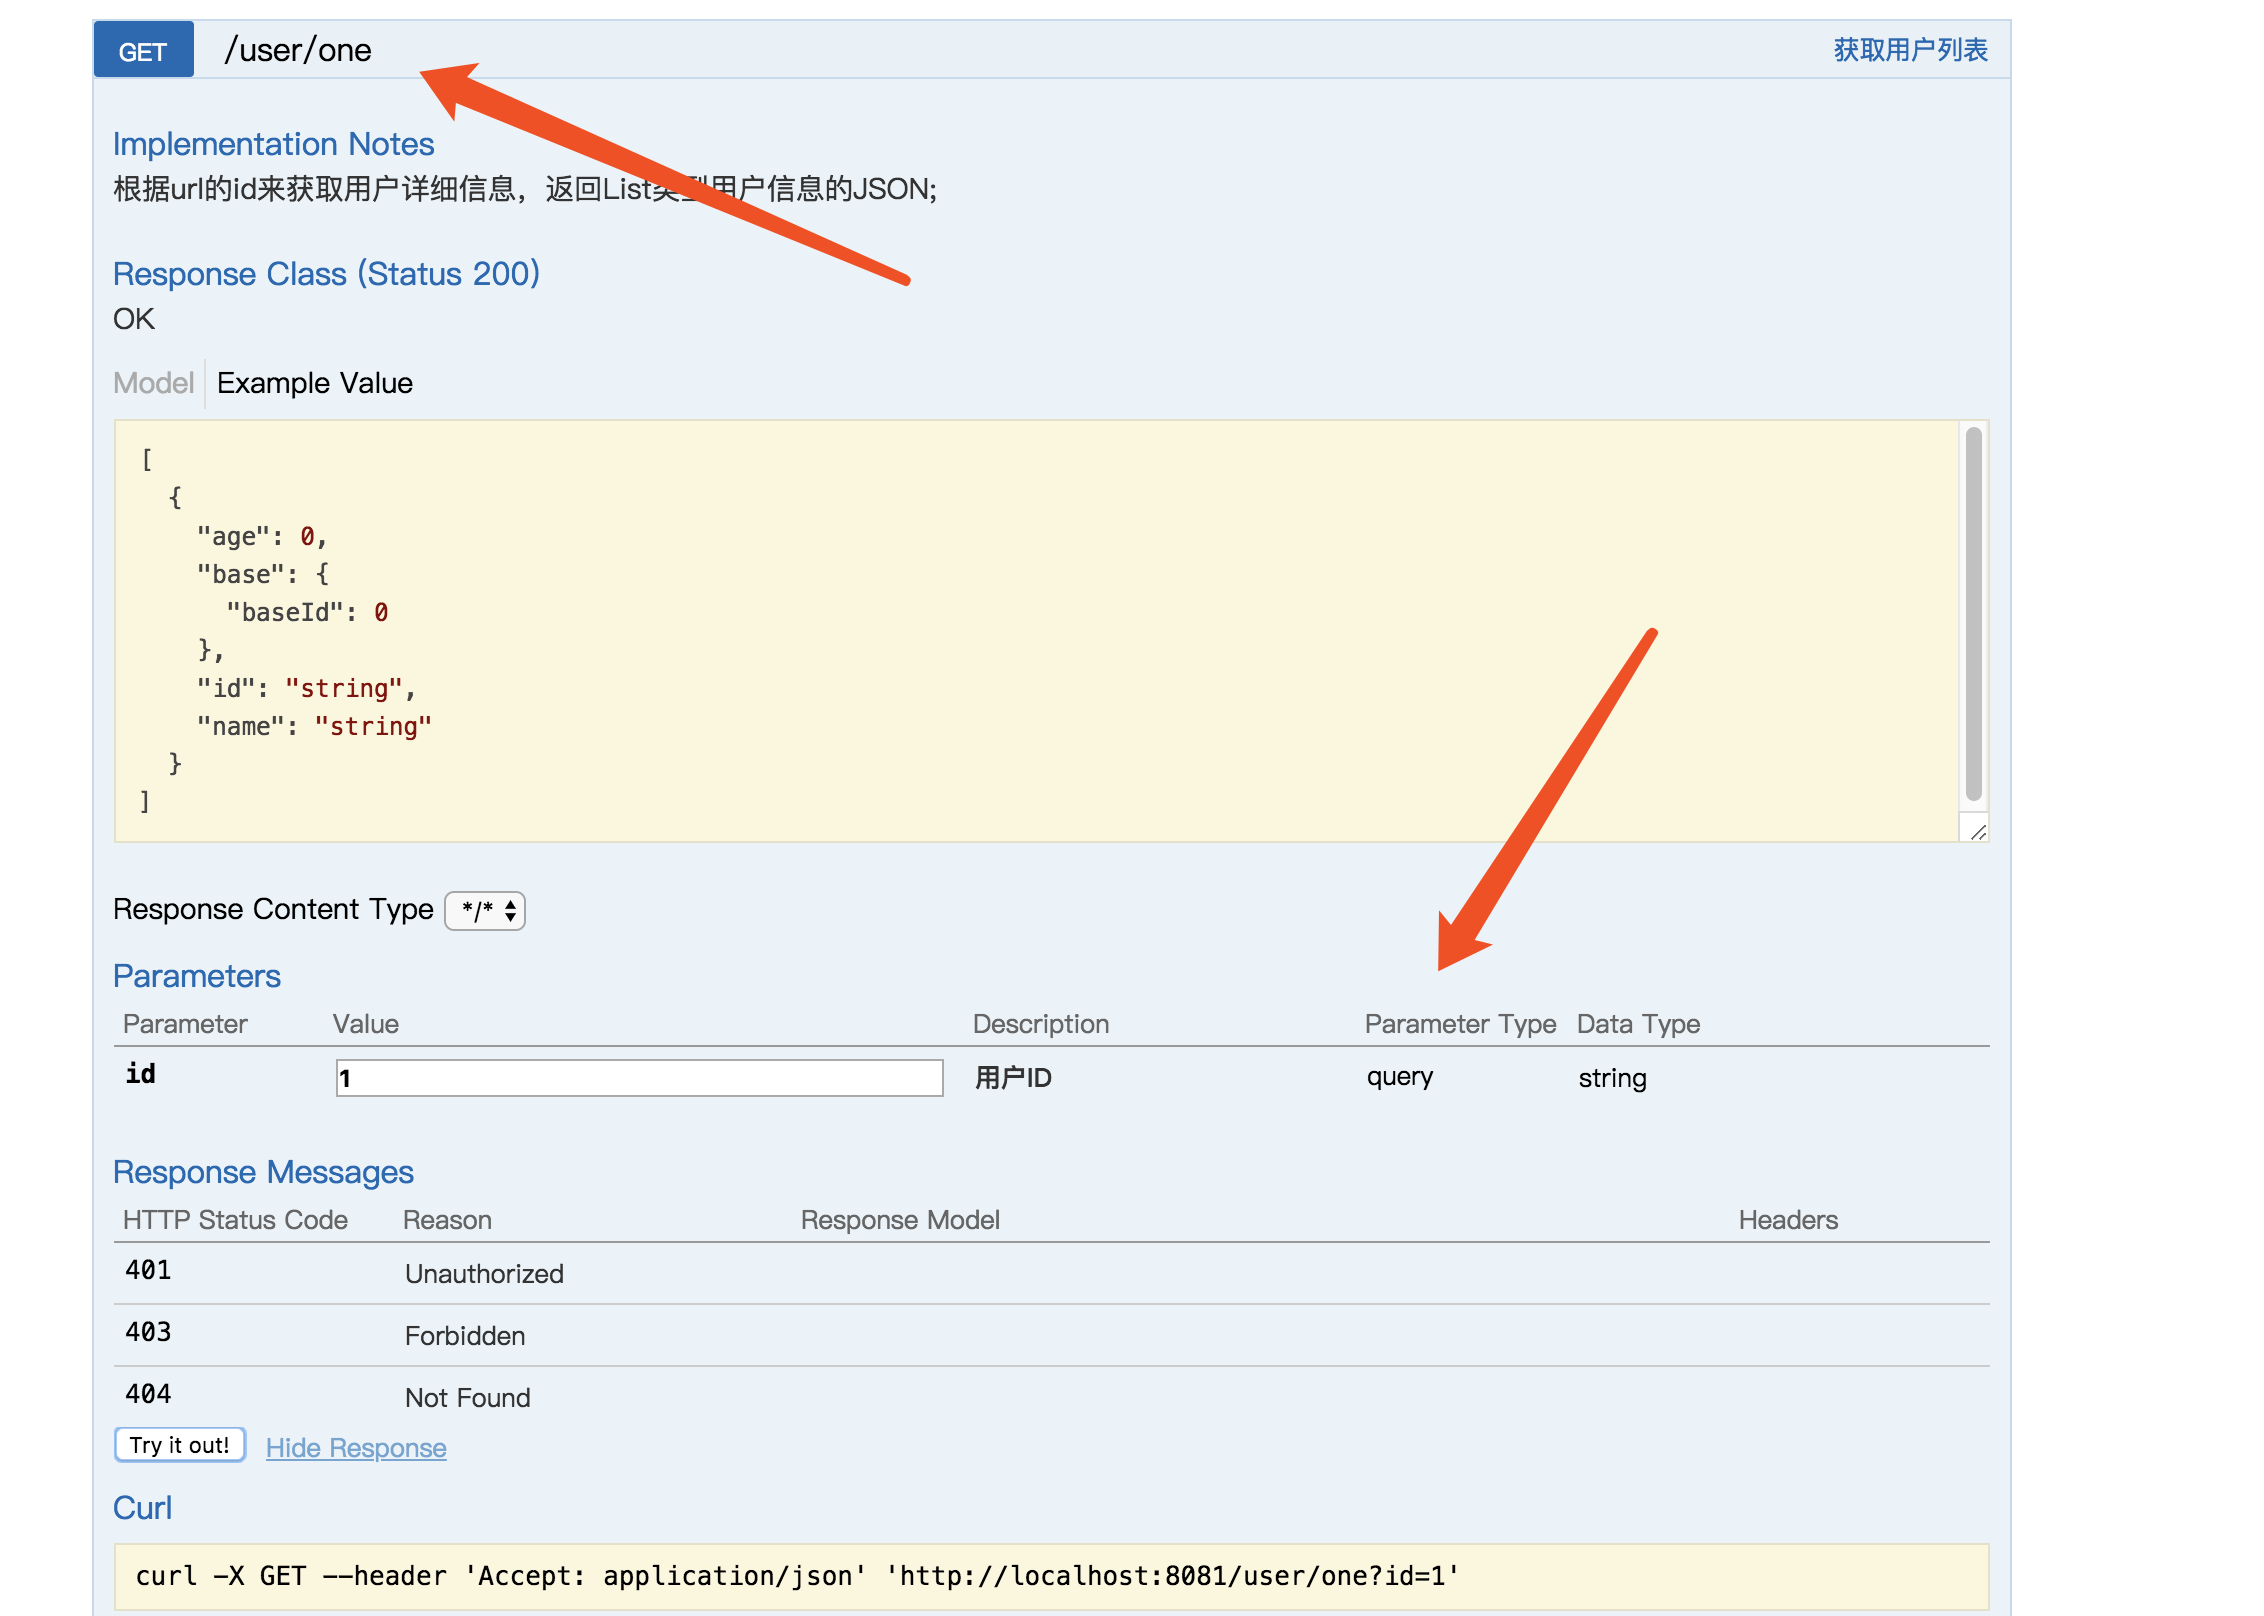 GET /user/one 获取用户列表
Implementation Notes
根据url的id来获取用户详细信息，返回List类型用户信息的JSON;
Response Class (Status 200)
OK
Model Example Value
[
  {
    "age": 0,
    "base": {
      "baseId": 0
    },
    "id": "string",
    "name": "string"
  }
]
Response Content Type */*
Parameters
Parameter Value Description Parameter Type Data Type
id 1 用户ID query string
Response Messages
HTTP Status Code Reason Response Model Headers
401 Unauthorized
403 Forbidden
404 Not Found
Try it out! Hide Response
Curl
curl -X GET --header 'Accept: application/json' 'http://localhost:8081/user/one?id=1'